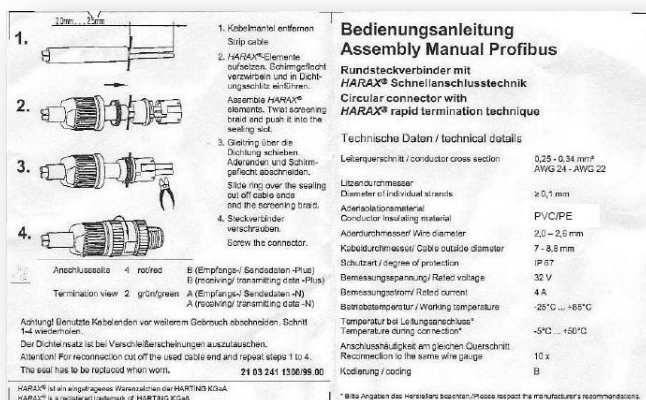 20mm...25mm
1.
2.
3.
4.
1. Kabelmantel entfernen
Strip cable
2. HARAX®-Elemente
aufsetzen. Schirmgeflecht
verzwirbeln und in Dicht-
ungsschlitz einführen.
Assemble HARAX®
elements. Twist screening
braid and push it into the
sealing slot.
3. Gleitring über die
Dichtung schieben.
Aderenden und Schirm-
geflecht abschneiden.
Slide ring over the sealing
cut off cable ends
and the screening braid.
4. Steckverbinder
verschrauben.
Screw the connector.
Anschlusseite 4 rot/red B (Empfangs-/ Sendedaten -Plus)
B (receiving/ transmitting data -Plus)
Termination view 2 grün/green A (Empfangs-/ Sendedaten -N)
A (receiving/ transmitting data -N)
Achtung! Benutzte Kabelenden vor weiterem Gebrauch abschneiden. Schritt
1-4 wiederholen.
Der Dichteinsatz ist bei Verschleißerscheinungen auszutauschen.
Attention! For reconnection cut off the used cable end and repeat steps 1 to 4.
The seal has to be replaced when worn. 21 03 241 1300/99.00
HARAX® ist ein eingetragenes Warenzeichen der HARTING KGaA
HARAX® is a registered trademark of HARTING KGaA
Bedienungsanleitung
Assembly Manual Profibus
Rundsteckverbinder mit
HARAX® Schnellanschlusstechnik
Circular connector with
HARAX® rapid termination technique
Technische Daten / technical details
Leiterquerschnitt / conductor cross section 0,25 - 0,34 mm²
AWG 24 - AWG 22
Litzendurchmesser
Diameter of individual strands ≥ 0,1 mm
Aderisolationsmaterial
Conductor insulating material PVC/PE
Aderdurchmesser/ Wire diameter 2,0 – 2,6 mm
Kabeldurchmesser/ Cable outside diameter 7 - 8,8 mm
Schutzart / degree of protection IP 67
Bemessungsspannung/ Rated voltage 32 V
Bemessungsstrom/ Rated current 4 A
Betriebstemperatur / Working temperature -25°C ... +85°C
Temperatur bei Leitungsanschluss*
Temperature during connection* -5°C ... +50°C
Anschlusshäufigkeit am gleichen Querschnitt
Reconnection to the same wire gauge 10 x
Kodierung / coding B
* Bitte Angaben des Herstellers beachten./Please respect the manufacturer's recommendations.